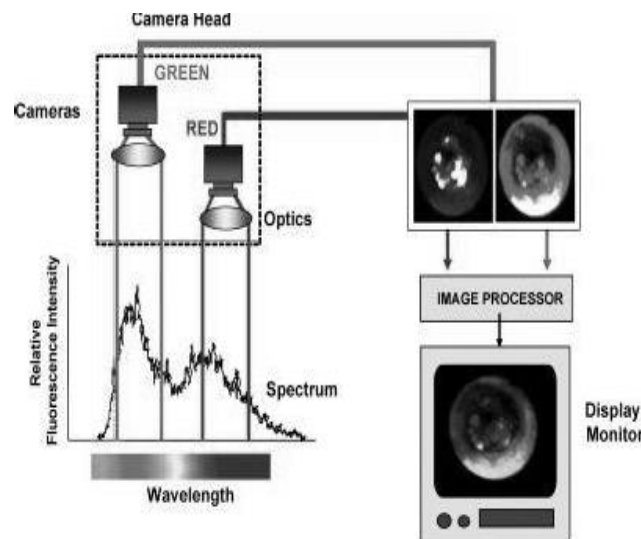 Camera Head
GREEN
Cameras
RED
Optics
Relative
Fluorescence Intensity
Spectrum
Wavelength
IMAGE PROCESSOR
Display
Monitor